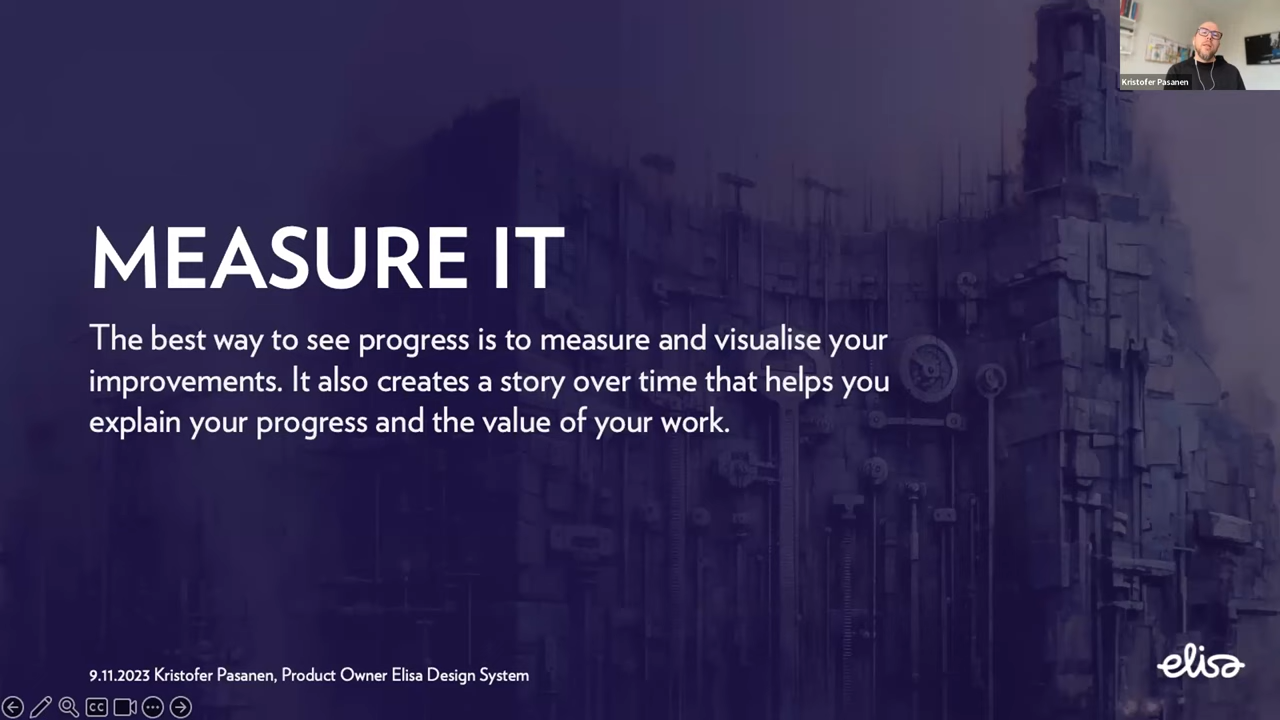 Kristofer Pasanen
MEASURE IT
The best way to see progress is to measure and visualise your
improvements. It also creates a story over time that helps you
explain your progress and the value of your work.
9.11.2023 Kristofer Pasanen, Product Owner Elisa Design System
elisa
CC